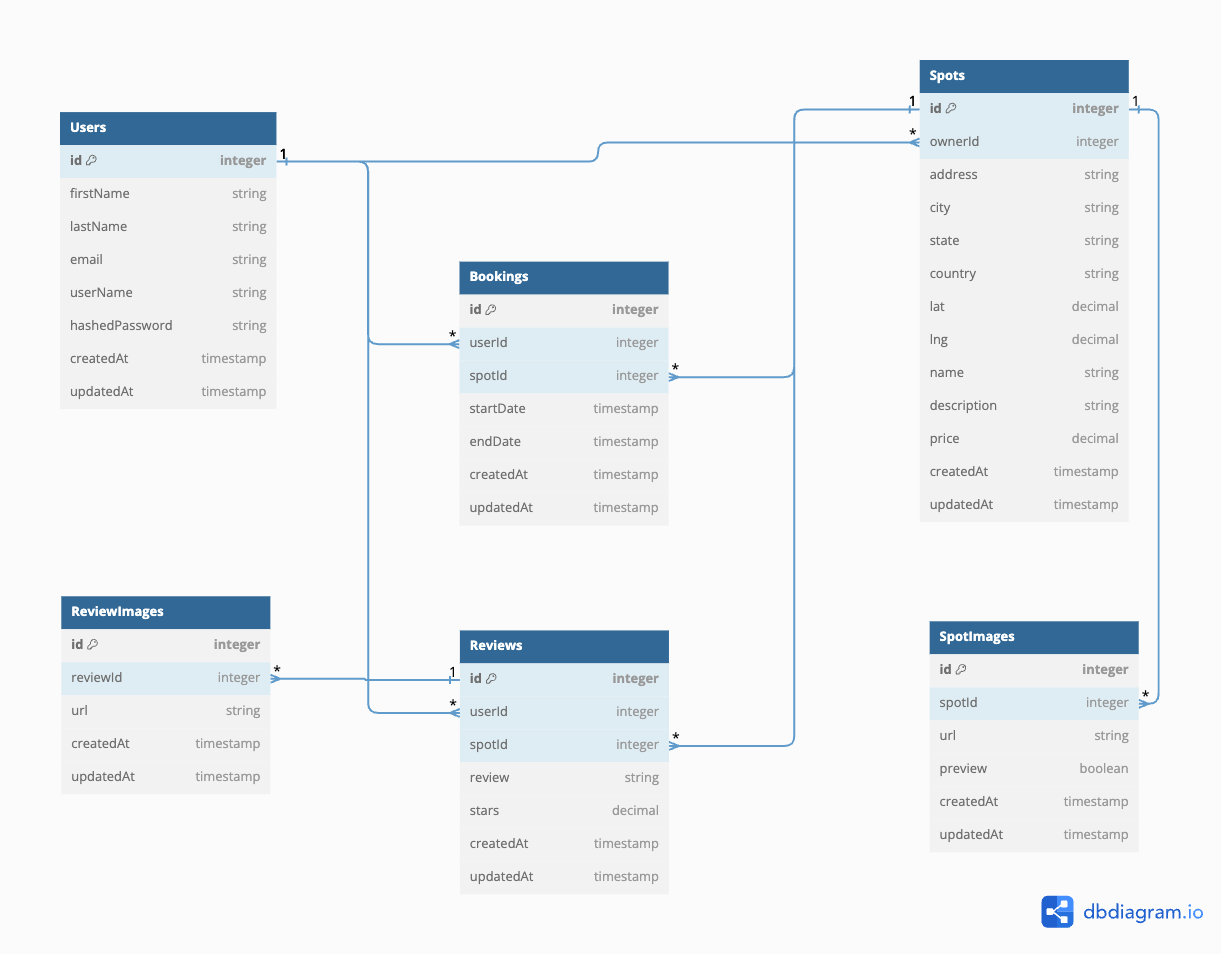 Users
id integer
firstName string
lastName string
email string
userName string
hashedPassword string
createdAt timestamp
updatedAt timestamp
1
Spots
1 id integer 1
* ownerId integer
address string
city string
state string
country string
lat decimal
lng decimal
name string
description string
price decimal
createdAt timestamp
updatedAt timestamp
Bookings
id integer
* userId integer
spotId integer *
startDate timestamp
endDate timestamp
createdAt timestamp
updatedAt timestamp
ReviewImages
id integer
reviewId integer *
url string
createdAt timestamp
updatedAt timestamp
Reviews
1 id integer
* userId integer
spotId integer *
review string
stars decimal
createdAt timestamp
updatedAt timestamp
SpotImages
id integer
spotId integer *
url string
preview boolean
createdAt timestamp
updatedAt timestamp
dbdiagram.io